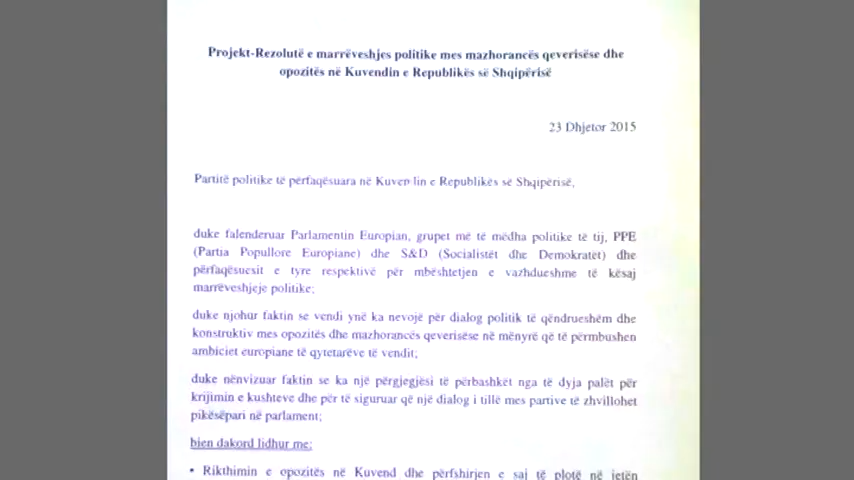 Projekt-Rezolutë e marrëveshjes politike mes mazhorancës qeverisëse dhe
opozitës në Kuvendin e Republikës së Shqipërisë
23 Dhjetor 2015
Partitë politike të përfaqësuara në Kuvendin e Republikës së Shqipërisë,
duke falenderuar Parlamentin Europian, grupet më të mëdha politike të tij, PPE
(Partia Popullore Europiane) dhe S&D (Socialistët dhe Demokratët) dhe
përfaqësuesit e tyre respektivë për mbështetjen e vazhdueshme të kësaj
marrëveshjeje politike;
duke njohur faktin se vendi ynë ka nevojë për dialog politik të qëndrueshëm dhe
konstruktiv mes opozitës dhe mazhorancës qeverisëse në mënyrë që të përmbushen
ambiciet europiane të qytetarëve të vendit;
duke nënvizuar faktin se ka një përgjegjësi të përbashkët nga të dyja palët për
krijimin e kushteve dhe për të siguruar që një dialog i tillë mes partive të zhvillohet
pikësëpari në parlament;
bien dakord lidhur me:
• Rikthimin e opozitës në Kuvend dhe përfshirjen e saj të plotë në jetën